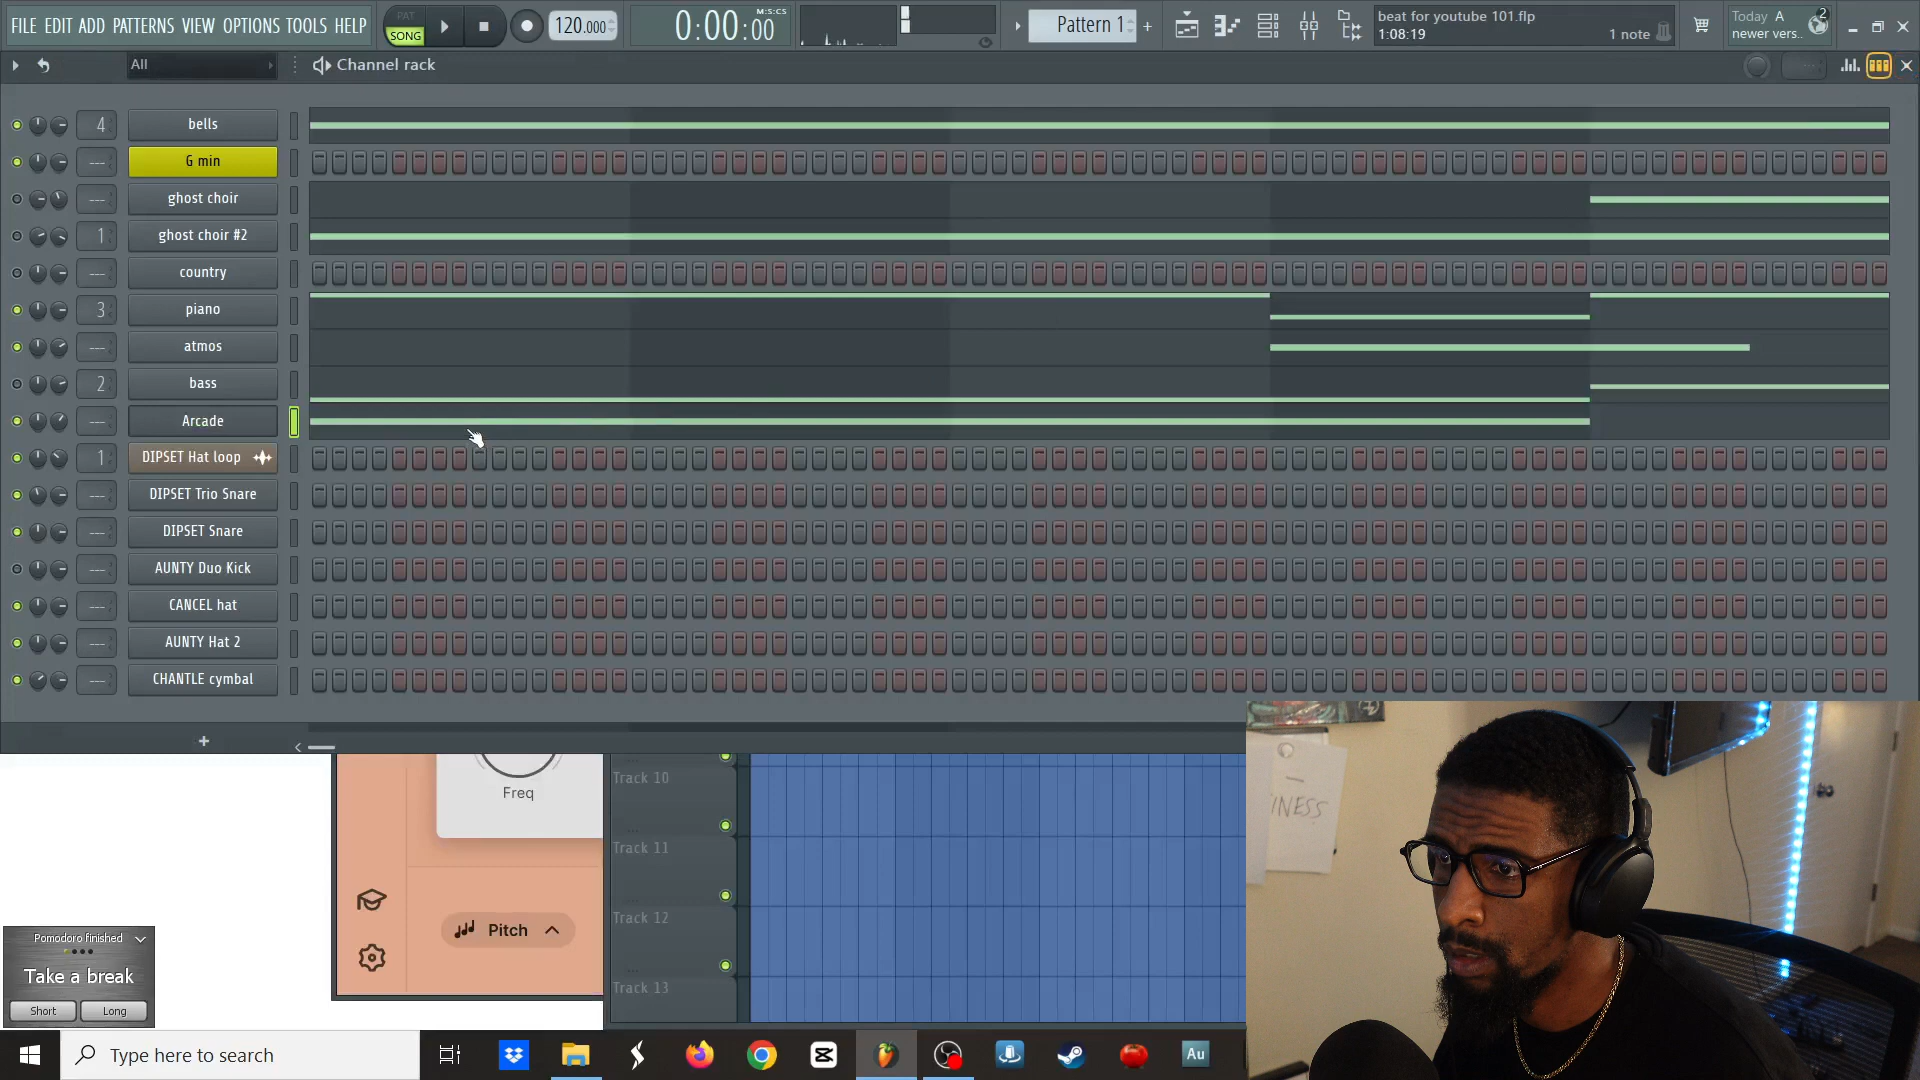 FILE EDIT ADD PATTERNS VIEW OPTIONS TOOLS HELP
PAT
SONG
120.000
M:S:CS
0:00:00
Pattern 1
beat for youtube 101.flp
1:08:19
1 note
Today A
newer vers..
2
All
Channel rack
4 bells
--- G min
--- ghost choir
1 ghost choir #2
--- country
3 piano
--- atmos
2 bass
--- Arcade
1 DIPSET Hat loop
--- DIPSET Trio Snare
--- DIPSET Snare
--- AUNTY Duo Kick
--- CANCEL hat
--- AUNTY Hat 2
--- CHANTLE cymbal
Freq
Pitch
Track 10
Track 11
Track 12
Track 13
Pomodoro finished
Take a break
Short Long
Type here to search
Au